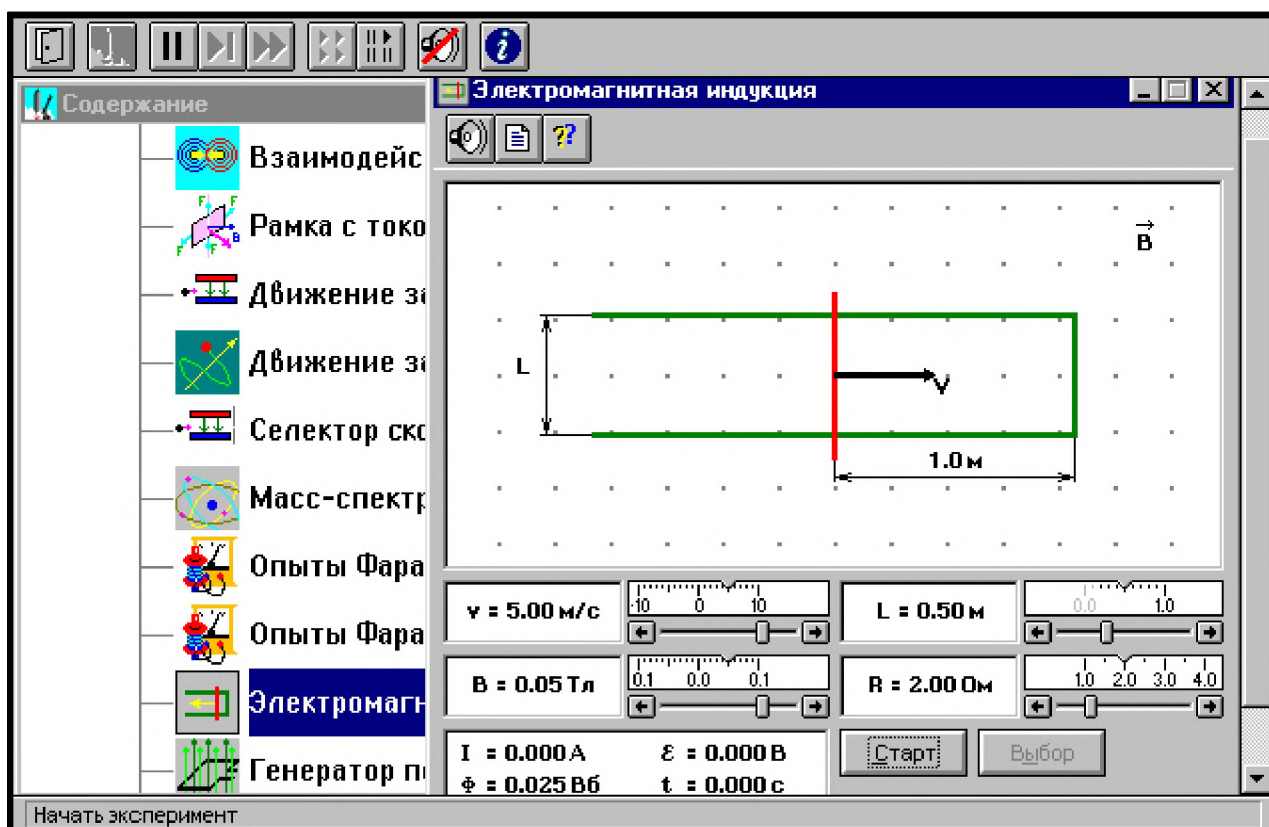 Содержание
Взаимодейс
Рамка с токо
Движение за
Движение за
Селектор ско
Масс-спектр
Опыты Фара
Опыты Фара
Электромагн
Генератор п
Электромагнитная индукция
B
L
V
1.0 м
v = 5.00 м/с
-10 0 10
L = 0.50 м
0.0 1.0
B = 0.05 Тл
0.1 0.0 0.1
R = 2.00 Ом
1.0 2.0 3.0 4.0
I = 0.000 А ℰ = 0.000 В
Φ = 0.025 Вб t = 0.000 с
Старт
Выбор
Начать эксперимент